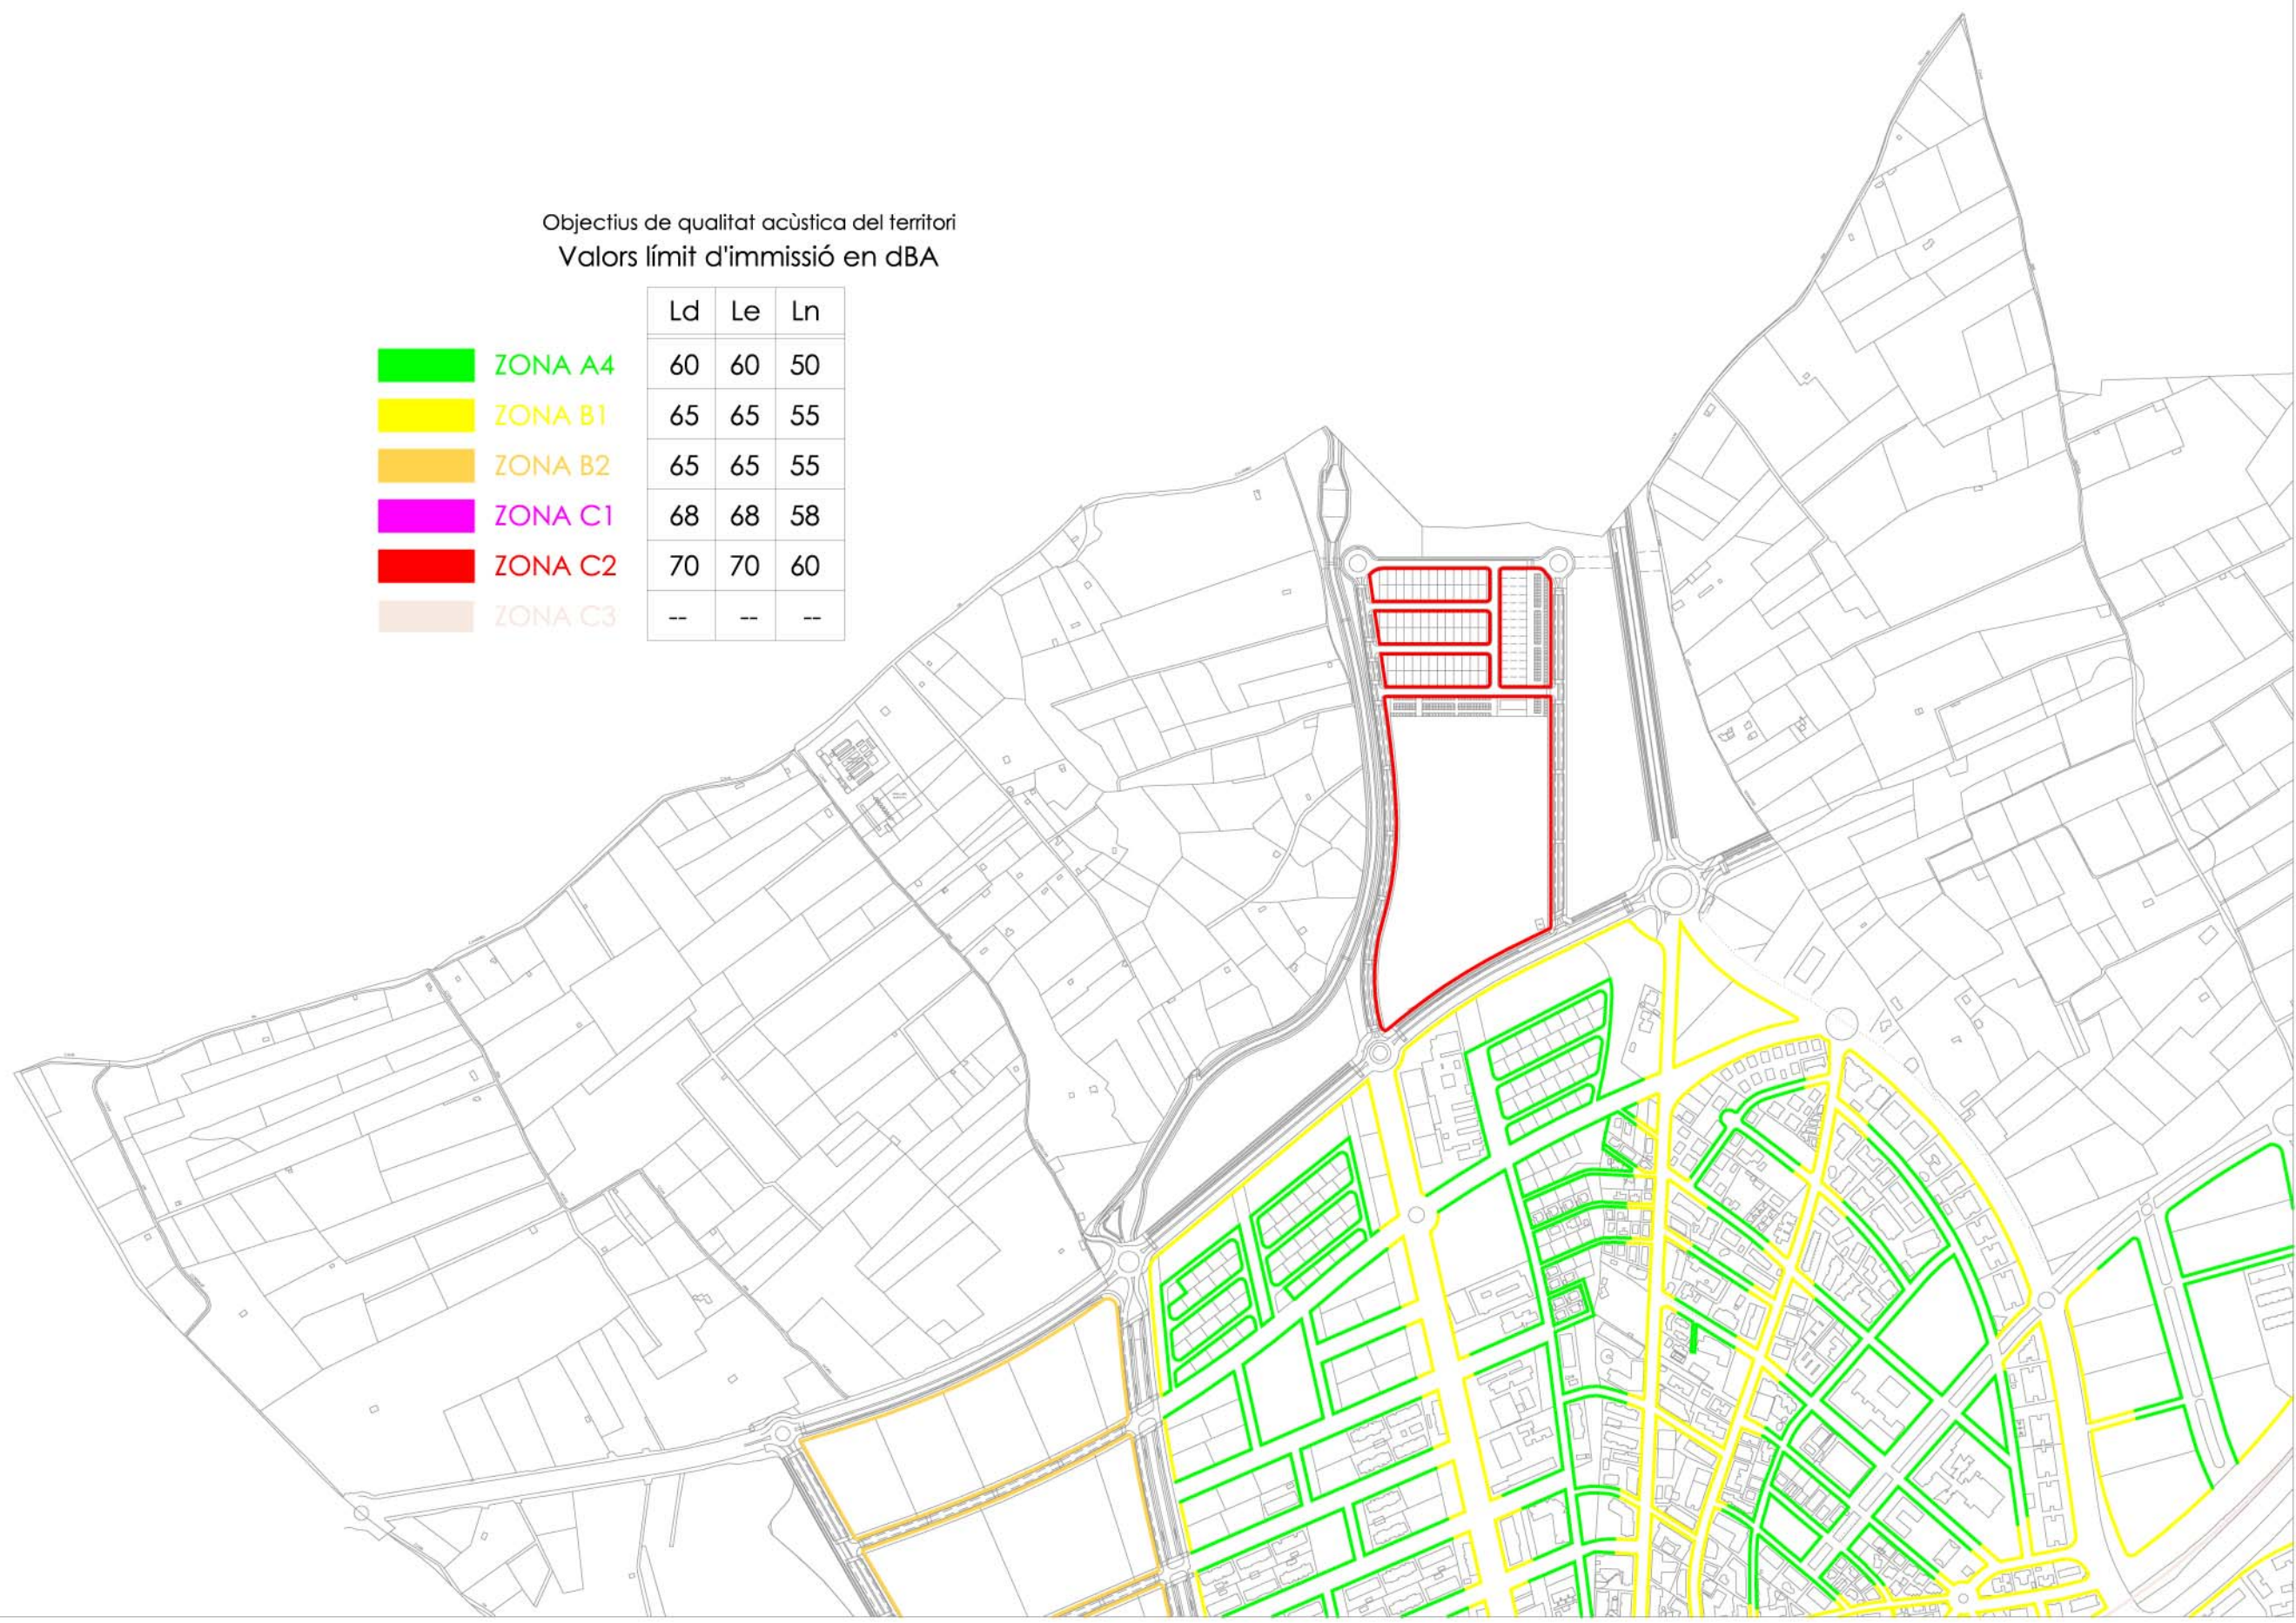 Objectius de qualitat acùstica del territori
Valors límit d'immissió en dBA
Ld Le Ln
ZONA A4 60 60 50
ZONA B1 65 65 55
ZONA B2 65 65 55
ZONA C1 68 68 58
ZONA C2 70 70 60
ZONA C3 -- -- --